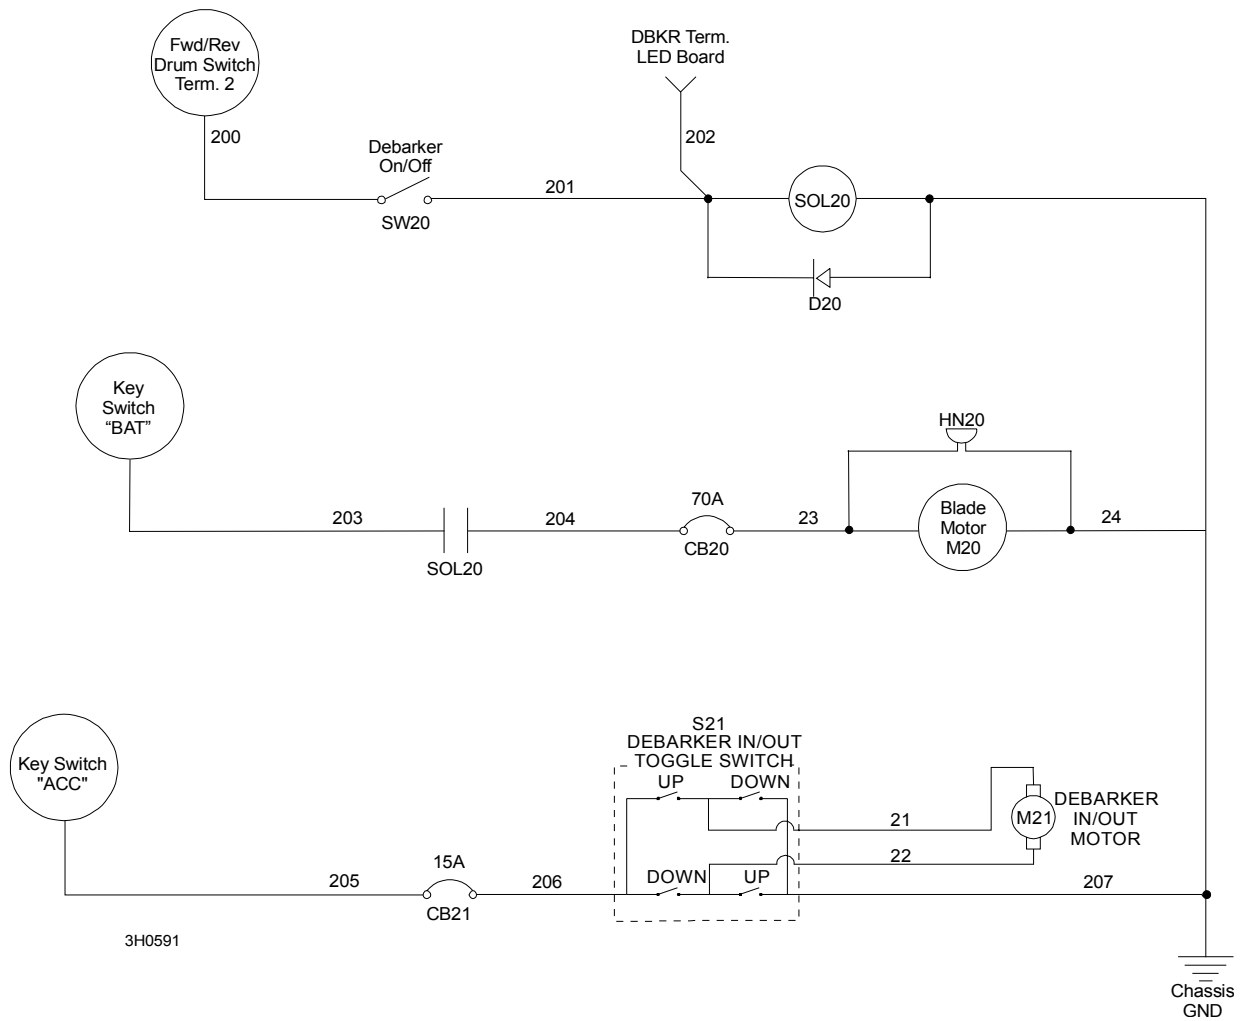 Fwd/Rev
Drum Switch
Term. 2
DBKR Term.
LED Board
200
202
Debarker
On/Off
201
SW20
SOL20
D20
Key
Switch
“BAT”
HN20
203
204
70A
23
Blade
Motor
M20
24
SOL20
CB20
S21
DEBARKER IN/OUT
TOGGLE SWITCH
Key Switch
"ACC"
UP
DOWN
21
M21
DEBARKER
IN/OUT
MOTOR
22
15A
205
206
DOWN
UP
207
CB21
3H0591
Chassis
GND